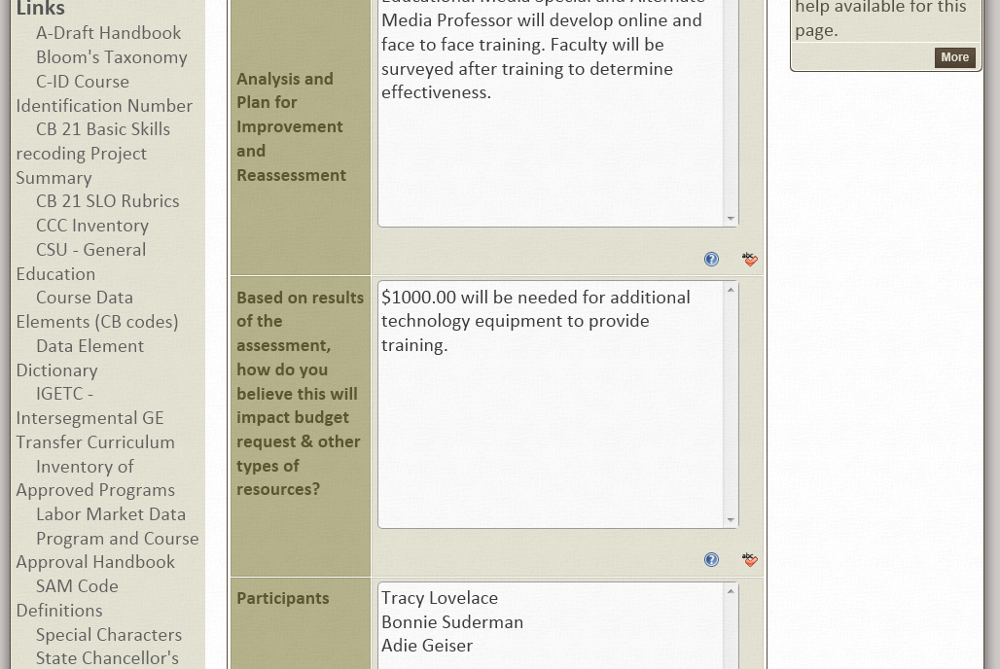 Links
A-Draft Handbook
Bloom's Taxonomy
C-ID Course
Identification Number
CB 21 Basic Skills
recoding Project
Summary
CB 21 SLO Rubrics
CCC Inventory
CSU - General
Education
Course Data
Elements (CB codes)
Data Element
Dictionary
IGETC -
Intersegmental GE
Transfer Curriculum
Inventory of
Approved Programs
Labor Market Data
Program and Course
Approval Handbook
SAM Code
Definitions
Special Characters
State Chancellor's
Analysis and
Plan for
Improvement
and
Reassessment
Educational Media Special and Alternate
Media Professor will develop online and
face to face training. Faculty will be
surveyed after training to determine
effectiveness.
abc
Based on results
of the
assessment,
how do you
believe this will
impact budget
request & other
types of
resources?
$1000.00 will be needed for additional
technology equipment to provide
training.
abc
Participants
Tracy Lovelace
Bonnie Suderman
Adie Geiser
help available for this
page.
More